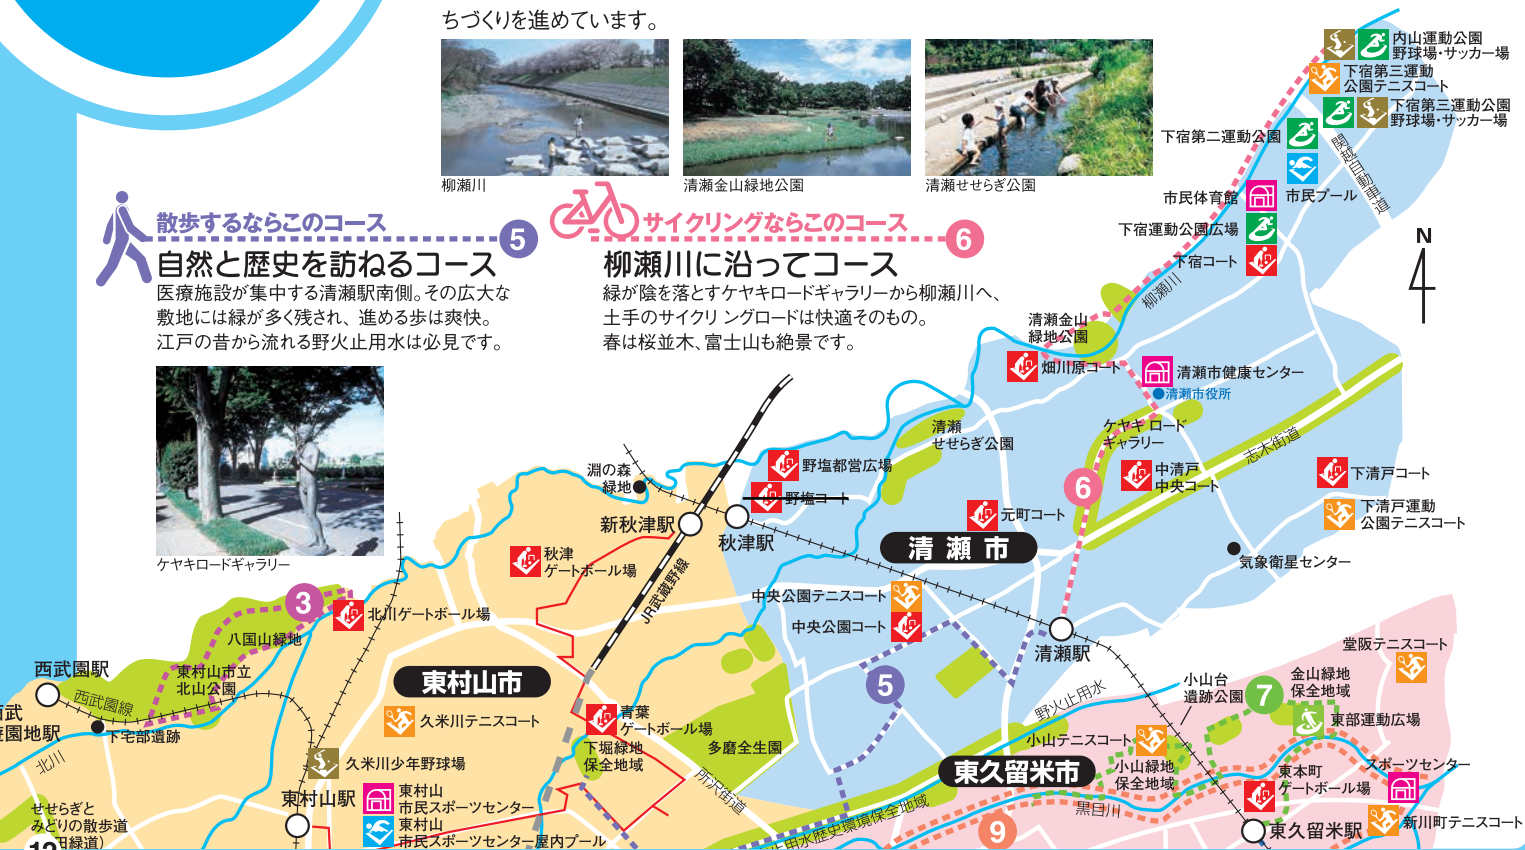 ちづくりを進めています。
柳瀬川
清瀬金山緑地公園
清瀬せせらぎ公園
散歩するならこのコース
5
自然と歴史を訪ねるコース
医療施設が集中する清瀬駅南側。その広大な
敷地には緑が多く残され、進める歩は爽快。
江戸の昔から流れる野火止用水は必見です。
ケヤキロードギャラリー
サイクリングならこのコース
6
柳瀬川に沿ってコース
緑が陰を落とすケヤキロードギャラリーから柳瀬川へ、
土手のサイクリ ングロードは快適そのもの。
春は桜並木、富士山も絶景です。
内山運動公園
野球場・サッカー場
下宿第三運動
公園テニスコート
下宿第三運動公園
野球場・サッカー場
下宿第二運動公園
関越自動車道
市民体育館
市民プール
下宿運動公園広場
下宿コート
N
柳瀬川
清瀬金山
緑地公園
畑川原コート
清瀬市健康センター
清瀬市役所
清瀬
せせらぎ公園
ケヤキ ロード
ギャラリー
志木街道
野塩都営広場
野塩コート
淵の森
緑地
新秋津駅
秋津駅
6
中清戸
中央コート
下清戸コート
下清戸運動
公園テニスコート
元町コート
清瀬市
気象衛星センター
秋津
ゲートボール場
JR武蔵野線
中央公園テニスコート
中央公園コート
清瀬駅
3
北川ゲートボール場
八国山緑地
東村山市立
北山公園
西武園駅
西武園線
武
園地駅
下宅部遺跡
北川
東村山市
久米川テニスコート
青葉
ゲートボール場
下堀緑地
保全地域
多磨全生園
所沢街道
5
野火止用水
小山台
遺跡公園
7
金山緑地
保全地域
堂阪テニスコート
東部運動広場
小山テニスコート
小山緑地
保全地域
東久留米市
黒目川
東本町
ゲートボール場
スポーツセンター
新川町テニスコート
東久留米駅
9
止用水歴史環境保全地域
久米川少年野球場
東村山
市民スポーツセンター
東村山
市民スポーツセンター屋内プール
東村山駅
せせらぎと
みどりの散歩道
緑道）